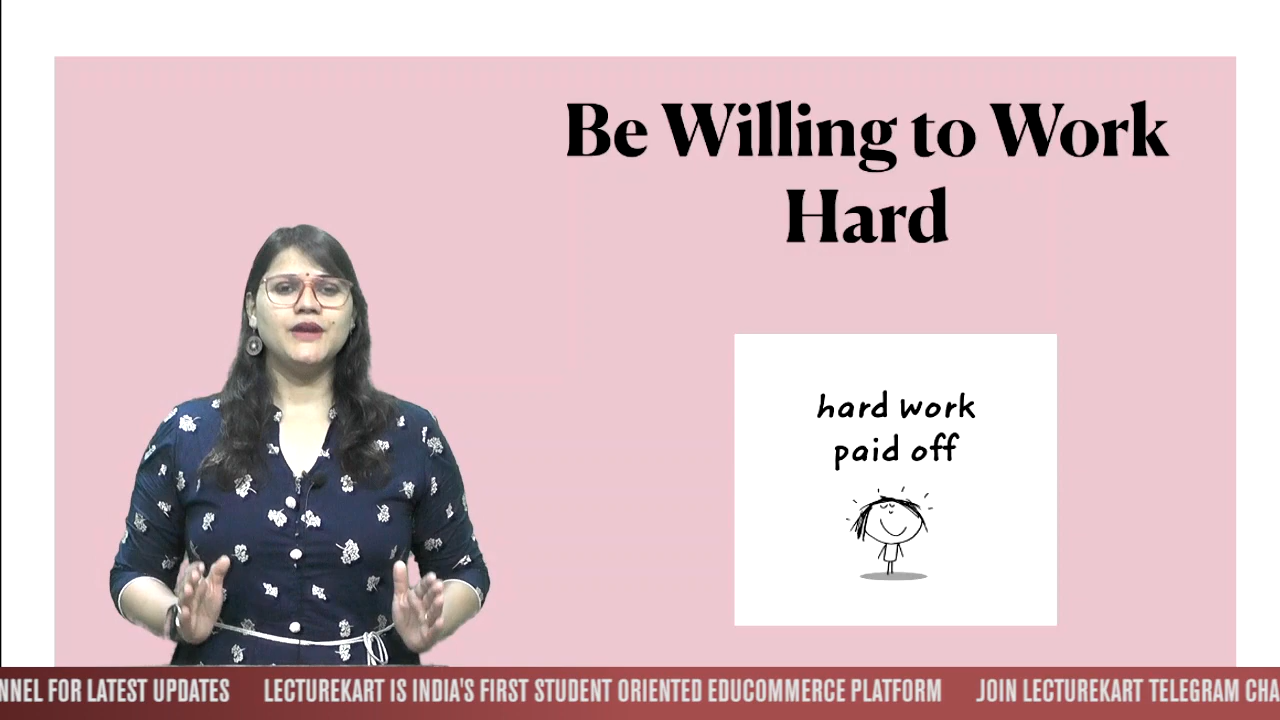 Be Willing to Work
Hard
hard work
paid off
NNEL FOR LATEST UPDATES LECTUREKART IS INDIA'S FIRST STUDENT ORIENTED EDUCOMMERCE PLATFORM JOIN LECTUREKART TELEGRAM CHA